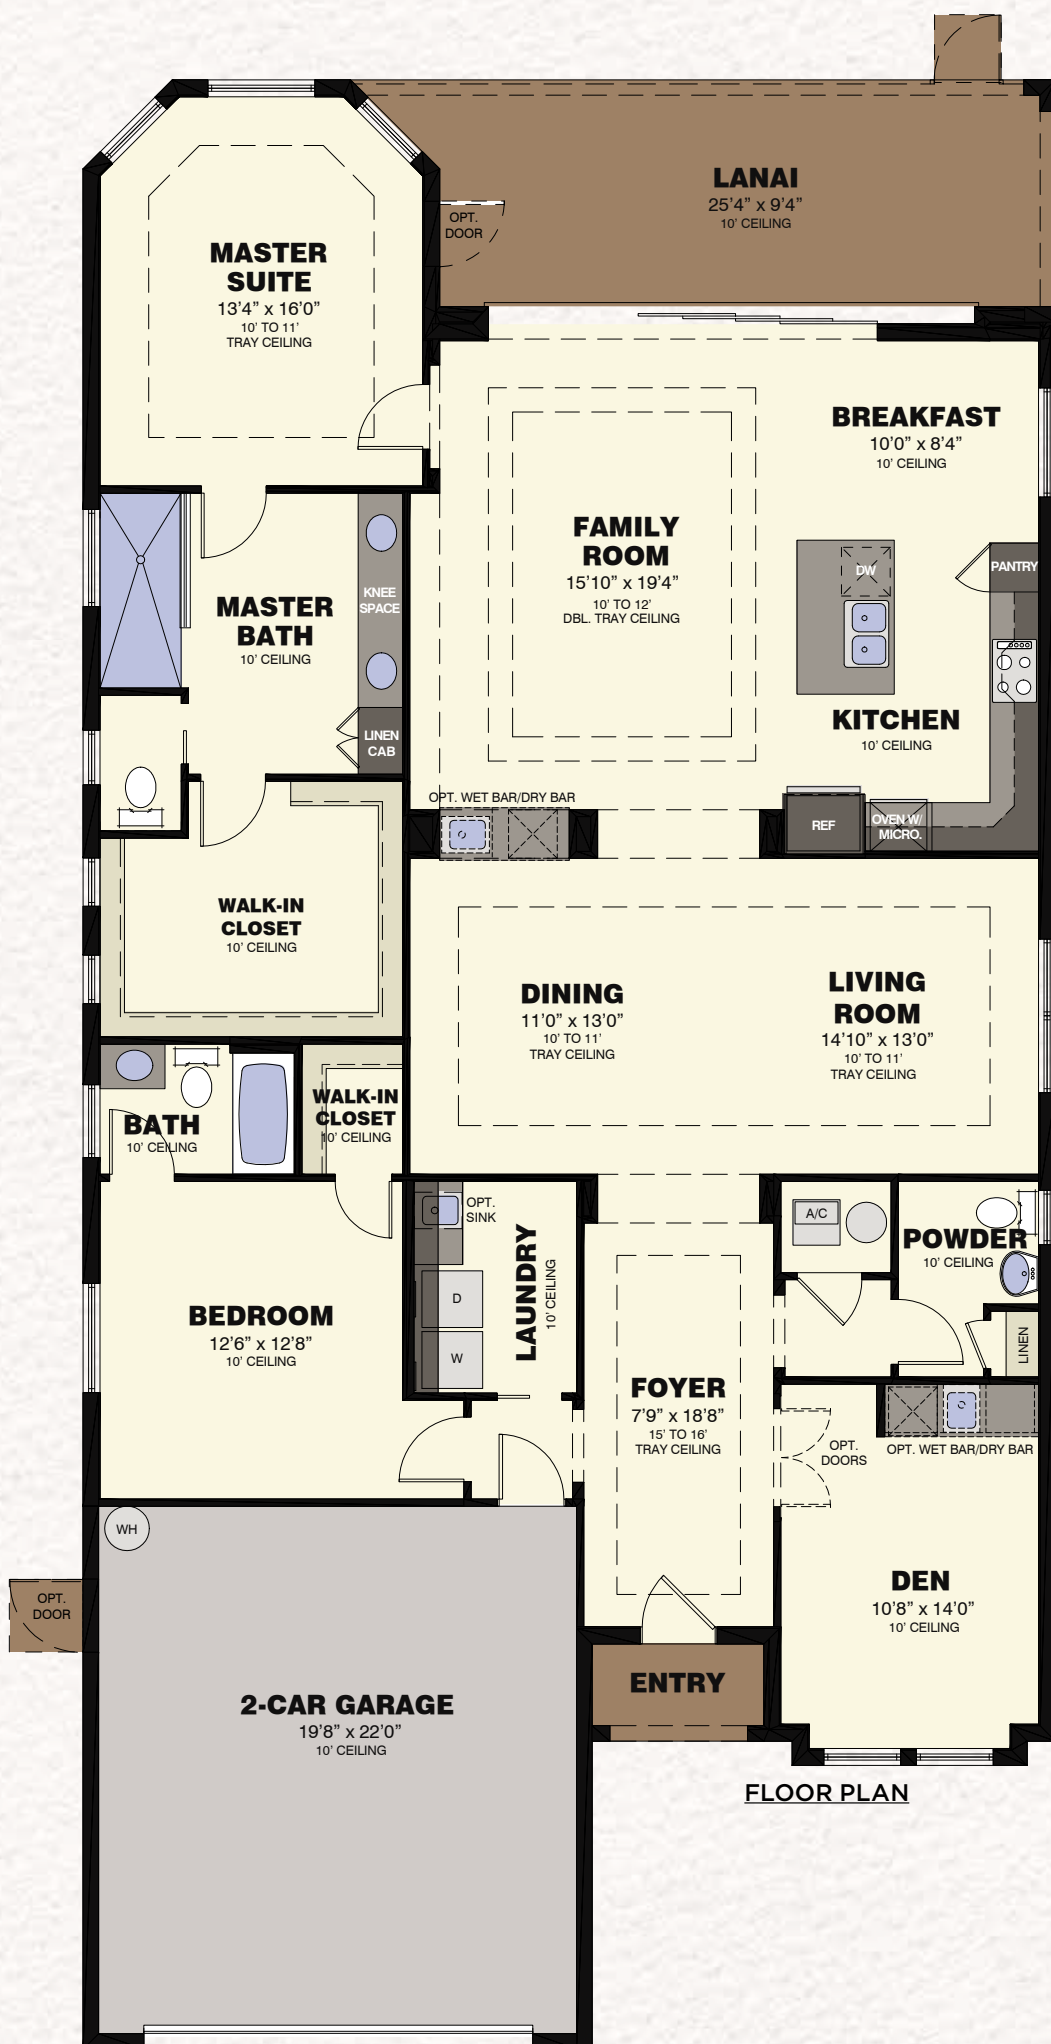 LANAI
25'4" x 9'4"
10' CEILING
OPT.
DOOR
MASTER
SUITE
13'4" x 16'0"
10' TO 11'
TRAY CEILING
BREAKFAST
10'0" x 8'4"
10' CEILING
FAMILY
ROOM
15'10" x 19'4"
10' TO 12'
DBL. TRAY CEILING
DW
PANTRY
KNEE
SPACE
MASTER
BATH
10' CEILING
LINEN
CAB
KITCHEN
10' CEILING
OPT. WET BAR/DRY BAR
REF
OVEN W/
MICRO.
WALK-IN
CLOSET
10' CEILING
DINING
11'0" x 13'0"
10' TO 11'
TRAY CEILING
LIVING
ROOM
14'10" x 13'0"
10' TO 11'
TRAY CEILING
BATH
10' CEILING
WALK-IN
CLOSET
10' CEILING
OPT.
SINK
LAUNDRY
10' CEILING
D
W
A/C
POWDER
10' CEILING
LINEN
BEDROOM
12'6" x 12'8"
10' CEILING
FOYER
7'9" x 18'8"
15' TO 16'
TRAY CEILING
OPT.
DOORS
OPT. WET BAR/DRY BAR
WH
OPT.
DOOR
DEN
10'8" x 14'0"
10' CEILING
ENTRY
2-CAR GARAGE
19'8" x 22'0"
10' CEILING
FLOOR PLAN